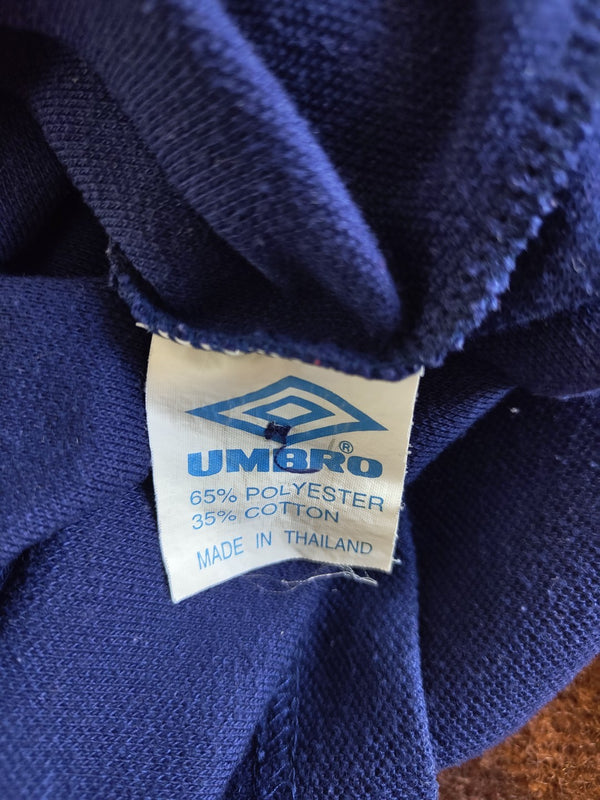 UMBRO®
65% POLYESTER
35% COTTON
MADE IN THAILAND